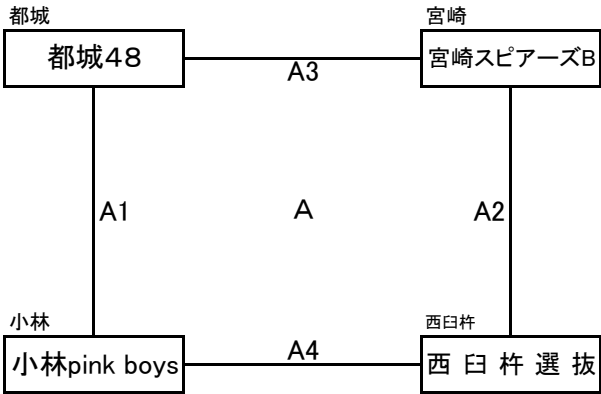 都城
宮崎
都城48
宮崎スピアーズB
A3
A1
A
A2
小林
西臼杵
A4
小林pink boys
西臼杵選抜